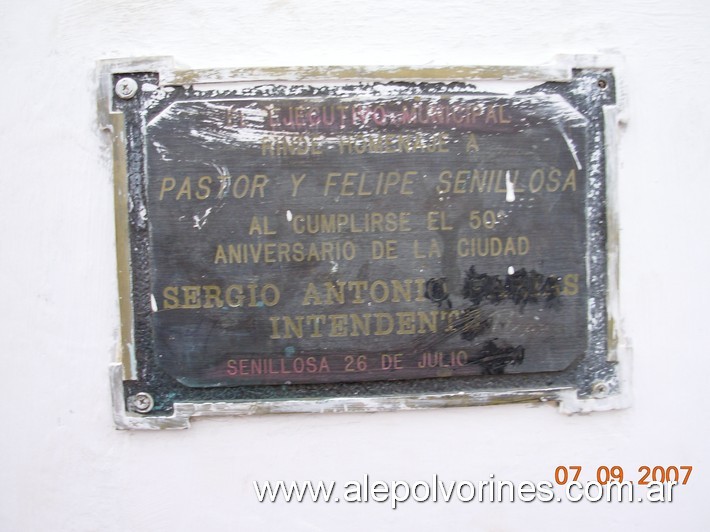 EL EJECUTIVO MUNICIPAL
RINDE HOMENAJE A
PASTOR Y FELIPE SENILLOSA
AL CUMPLIRSE EL 50°
ANIVERSARIO DE LA CIUDAD
SERGIO ANTONIO
INTENDENTE
SENILLOSA 26 DE JULIO
07 09 2007
www.alepolvorines.com.ar